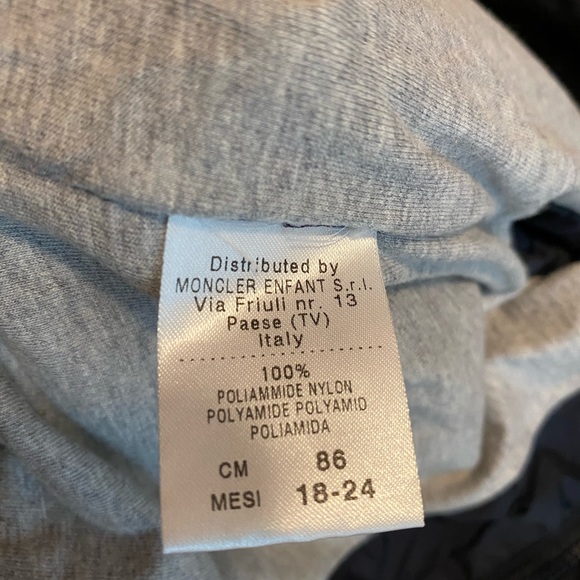 Distributed by
MONCLER ENFANT S.r.l.
Via Friuli nr. 13
Paese (TV)
Italy
100%
POLIAMMIDE NYLON
POLYAMIDE POLYAMID
POLIAMIDA
CM 86
MESI 18-24